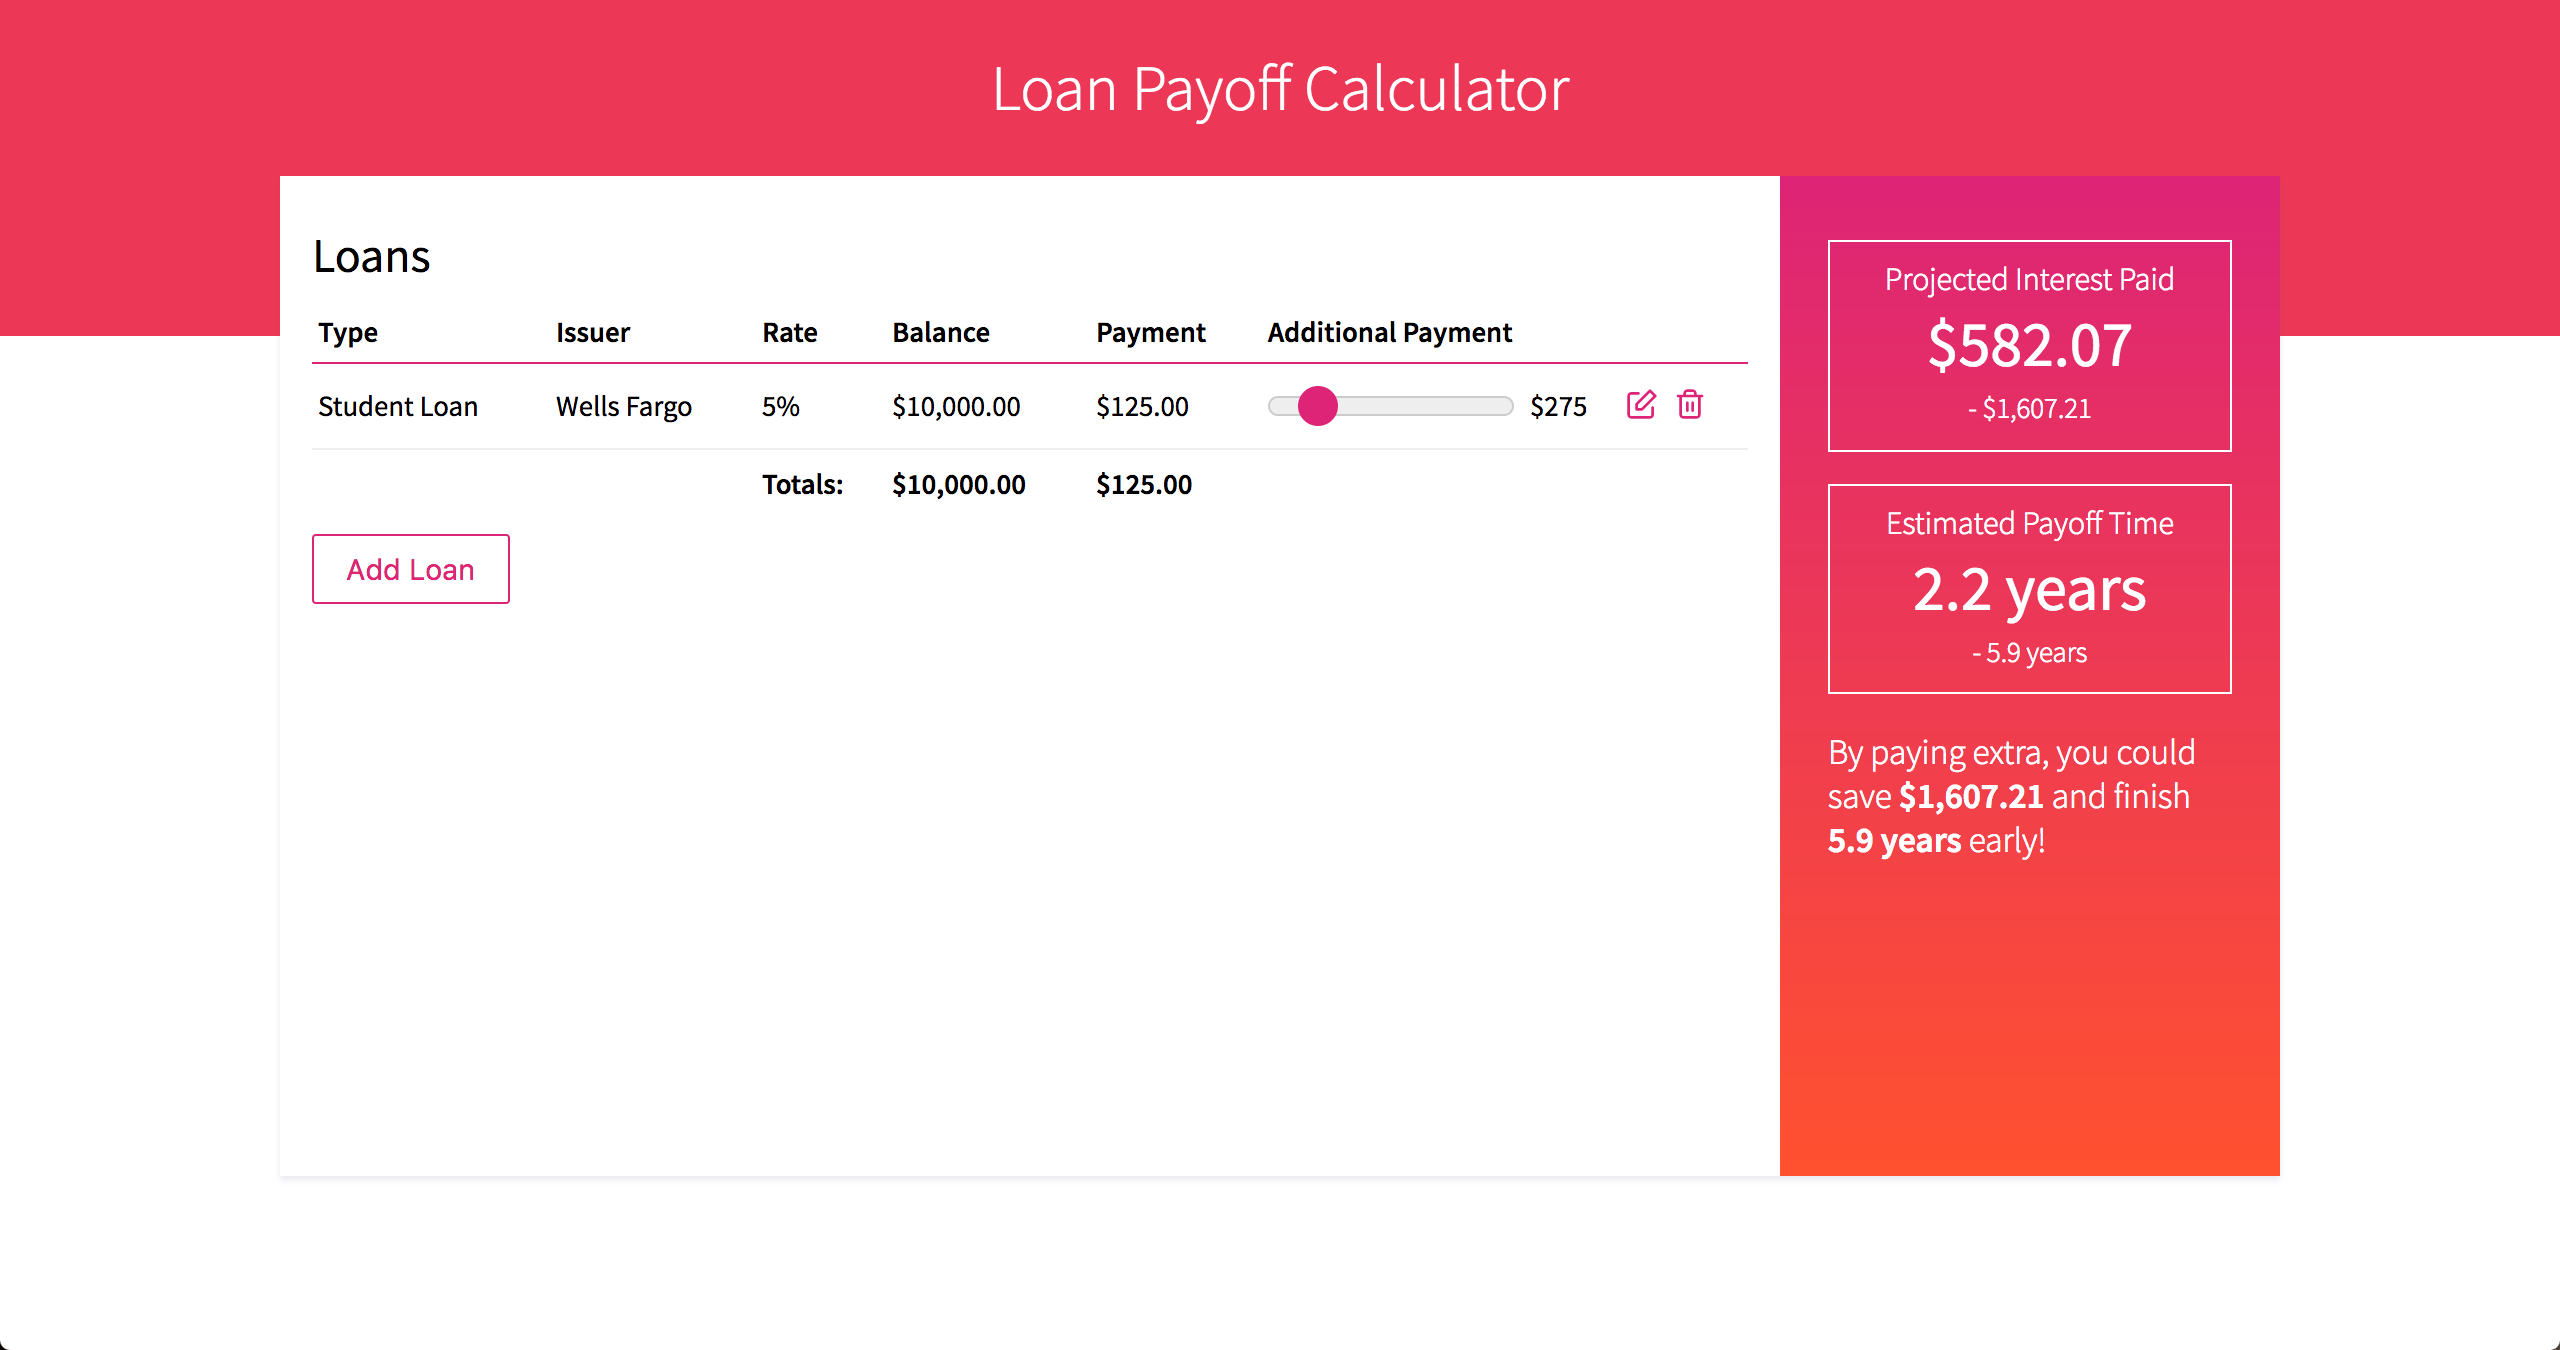 Loan Payoff Calculator
Loans
Type Issuer Rate Balance Payment Additional Payment
Student Loan Wells Fargo 5% $10,000.00 $125.00 $275
Totals: $10,000.00 $125.00
Add Loan
Projected Interest Paid
$582.07
- $1,607.21
Estimated Payoff Time
2.2 years
- 5.9 years
By paying extra, you could
save $1,607.21 and finish
5.9 years early!